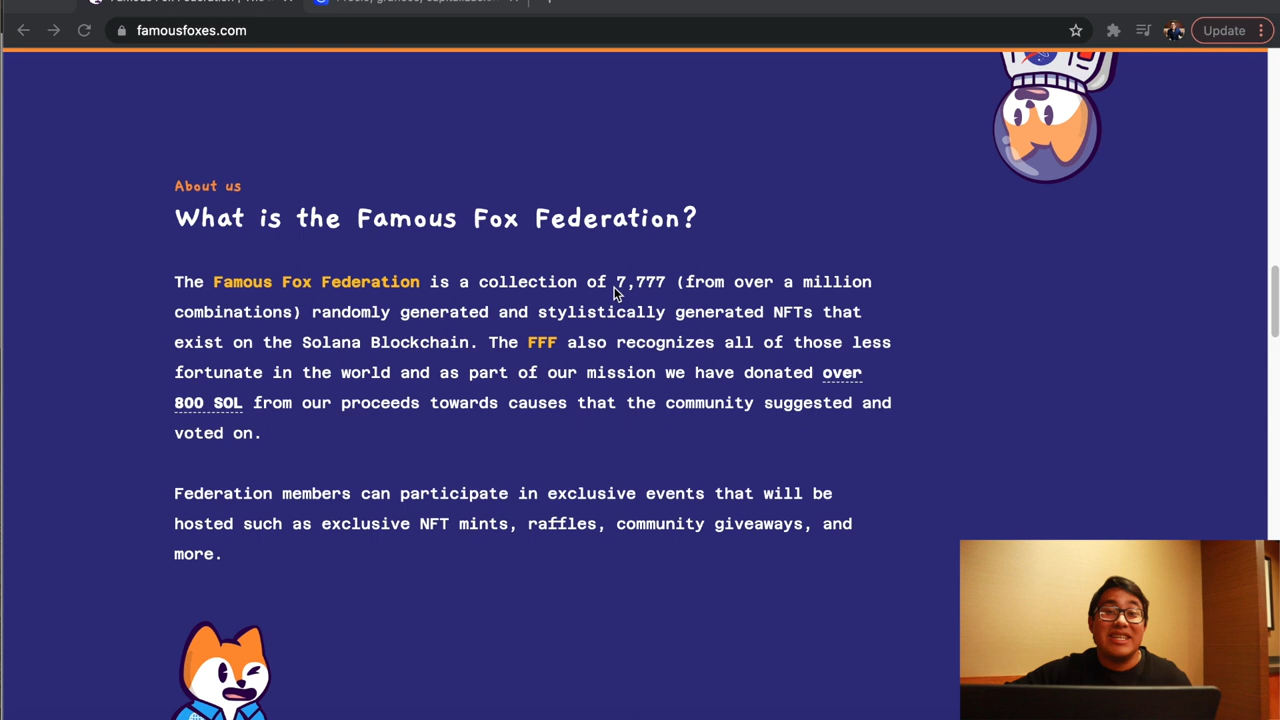 famousfoxes.com
Update
About us
What is the Famous Fox Federation?
The Famous Fox Federation is a collection of 7,777 (from over a million
combinations) randomly generated and stylistically generated NFTs that
exist on the Solana Blockchain. The FFF also recognizes all of those less
fortunate in the world and as part of our mission we have donated over
800 SOL from our proceeds towards causes that the community suggested and
voted on.
Federation members can participate in exclusive events that will be
hosted such as exclusive NFT mints, raffles, community giveaways, and
more.